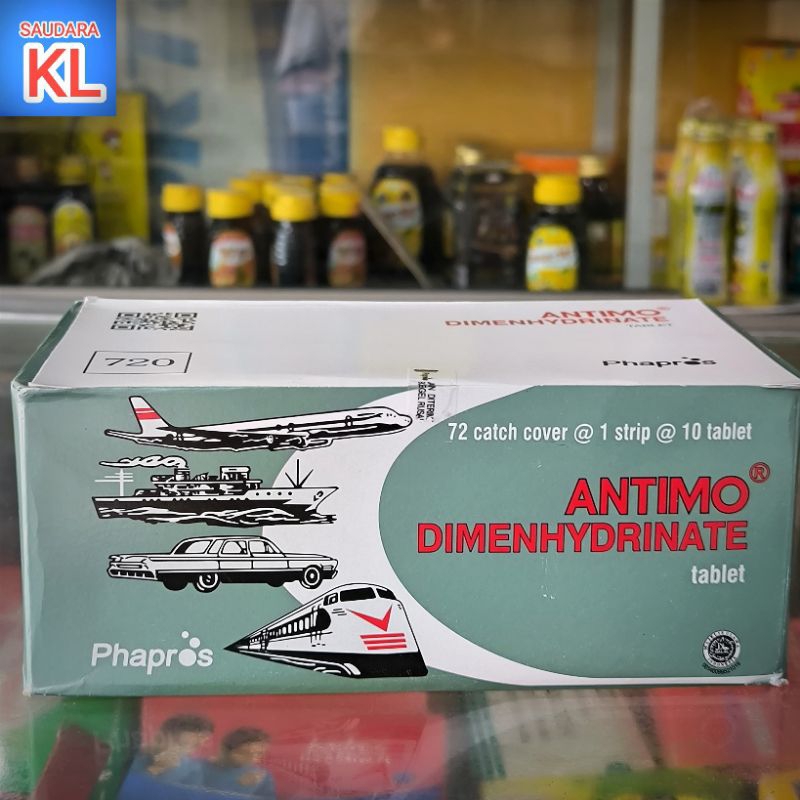 SAUDARA
KL
720
ANTIMO®
DIMENHYDRINATE
TABLET
Phapros
72 catch cover @ 1 strip @ 10 tablet
ANTIMO®
DIMENHYDRINATE
tablet
Phapros